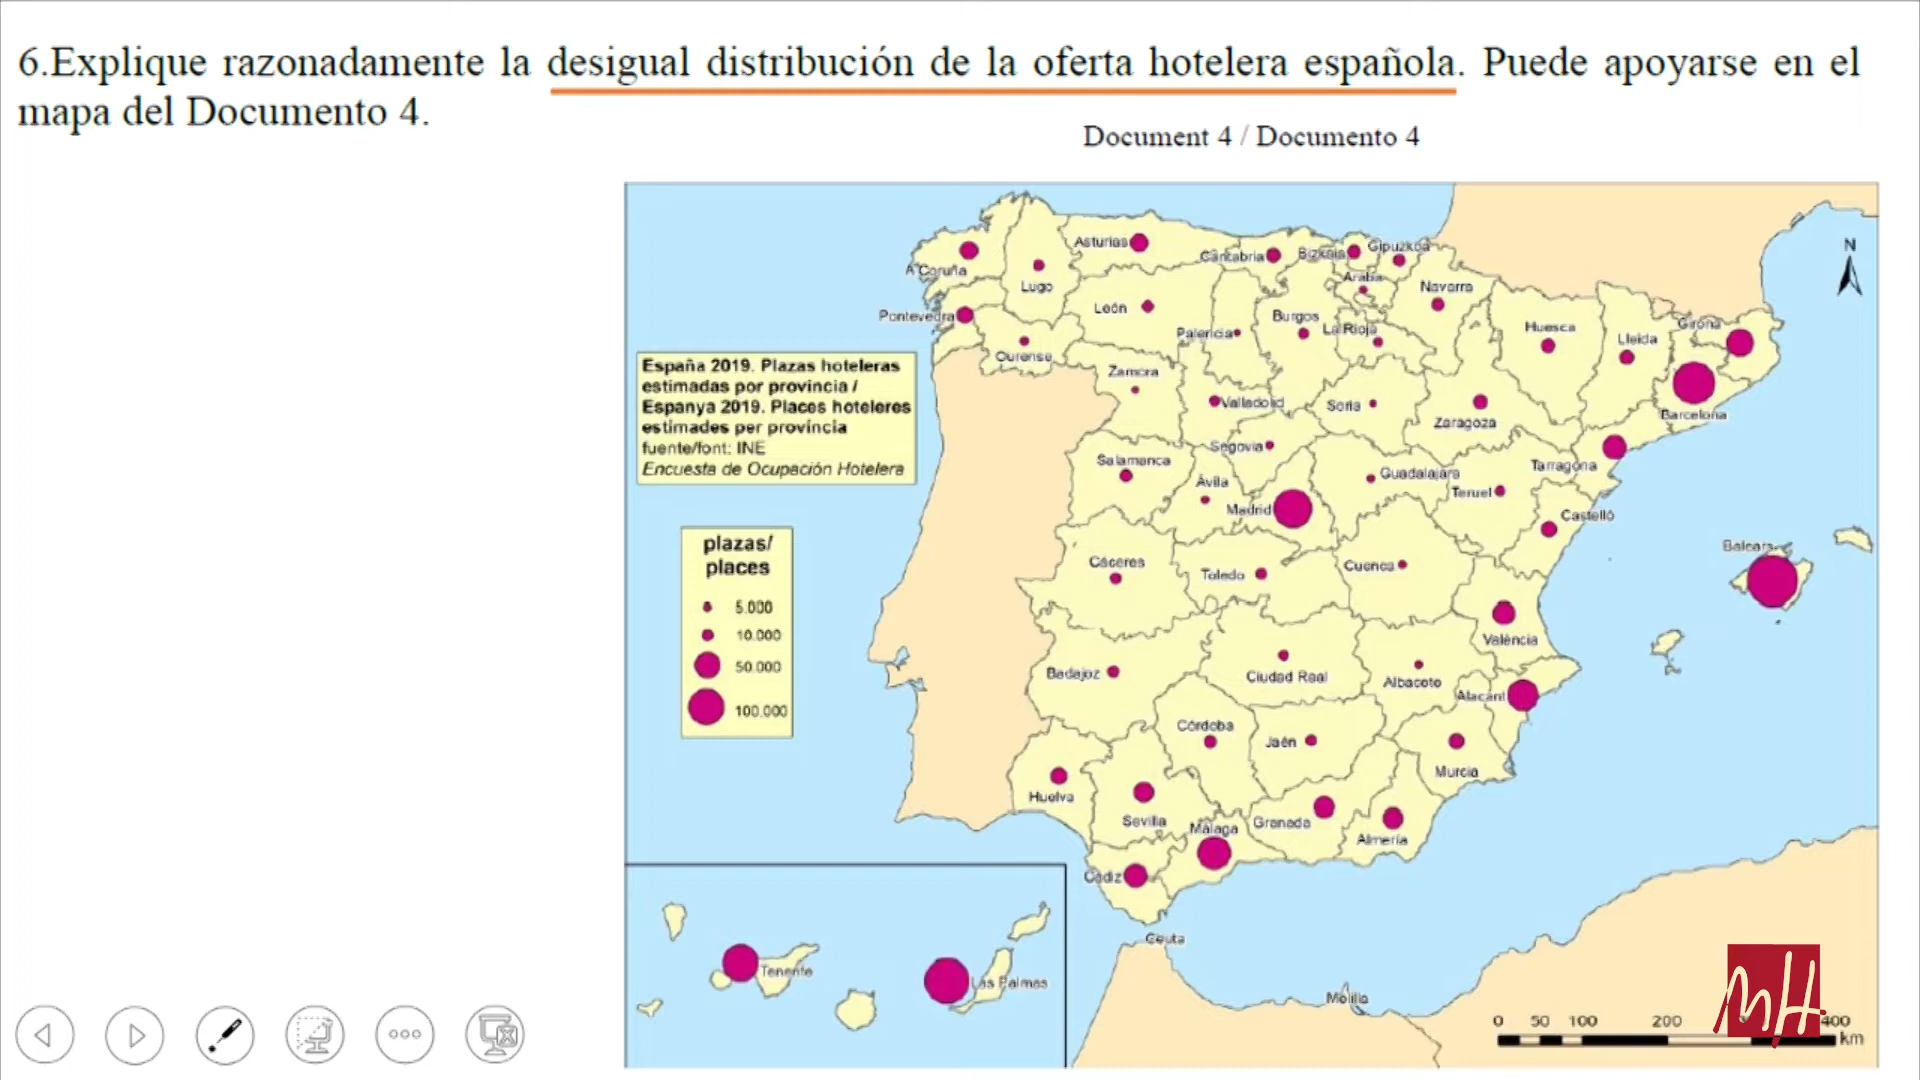 6.Explique razonadamente la desigual distribución de la oferta hotelera española. Puede apoyarse en el
mapa del Documento 4.
Document 4 / Documento 4
N
Asturias
Cantabria
Bizkaia
Gipuzkoa
A Coruña
Lugo
Araba
Navarra
León
Pontevedra
Palencia
Burgos
La Rioja
Huesca
Lleida
Girona
Ourense
España 2019. Plazas hoteleras
estimadas por provincia /
Espanya 2019. Places hoteleres
estimades per província
fuente/font: INE
Encuesta de Ocupación Hotelera
Zamora
Valladolid
Soria
Zaragoza
Barcelona
Segovia
Salamanca
Ávila
Guadalajara
Tarragona
Teruel
Madrid
Castelló
plazas/
places
5.000
10.000
50.000
100.000
Balears
Cáceres
Toledo
Cuenca
València
Badajoz
Ciudad Real
Albacete
Alacant
Córdoba
Jaén
Murcia
Huelva
Sevilla
Málaga
Granada
Almería
Cádiz
Ceuta
Tenerife
Las Palmas
Melilla
0 50 100 200 400
km
MH